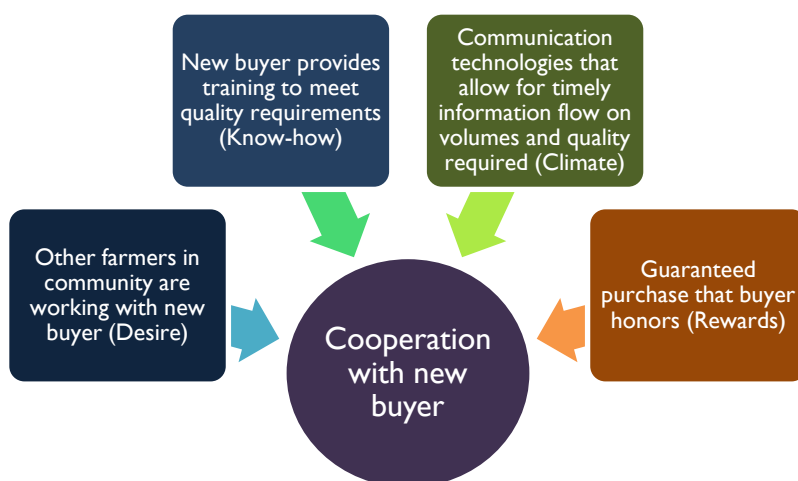 New buyer provides
training to meet
quality requirements
(Know-how)
Communication
technologies that
allow for timely
information flow on
volumes and quality
required (Climate)
Other farmers in
community are
working with new
buyer (Desire)
Guaranteed
purchase that buyer
honors (Rewards)
Cooperation
with new
buyer